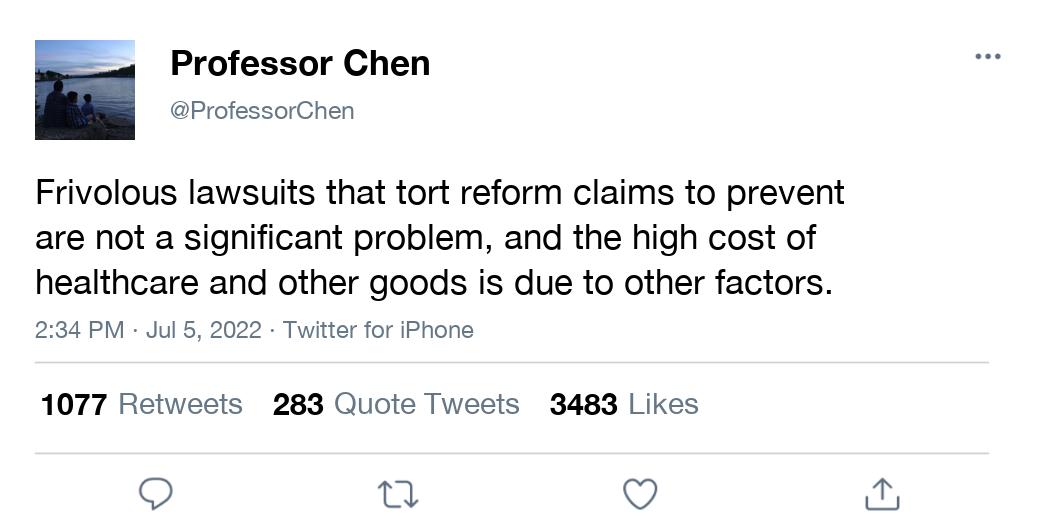 Professor Chen
@ProfessorChen
Frivolous lawsuits that tort reform claims to prevent
are not a significant problem, and the high cost of
healthcare and other goods is due to other factors.
2:34 PM · Jul 5, 2022 · Twitter for iPhone
1077 Retweets 283 Quote Tweets 3483 Likes